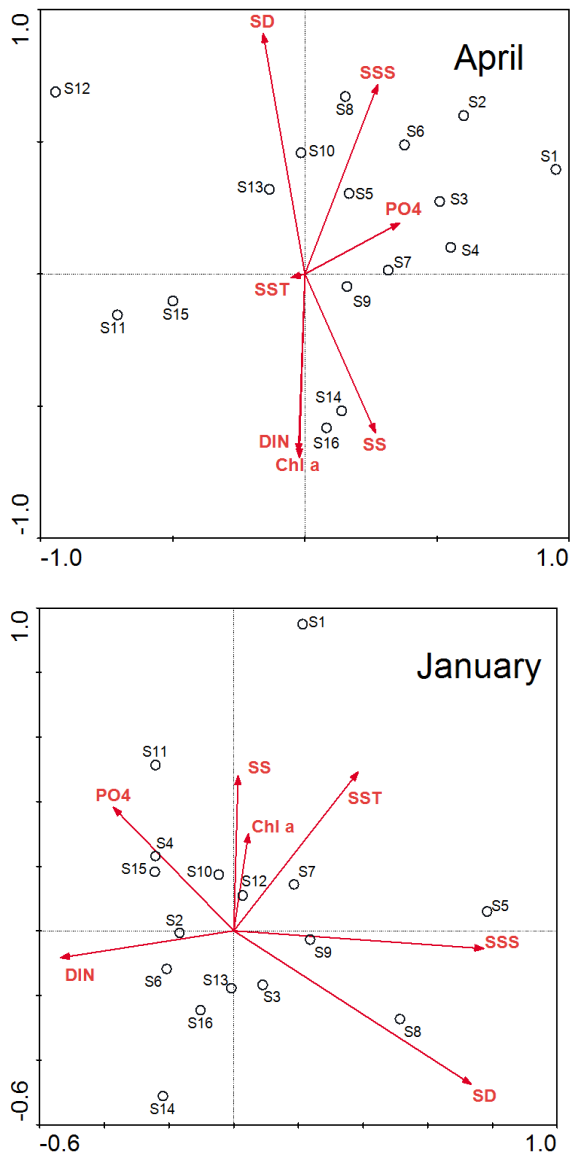 1.0
SD
April
SSS
S12
S8
S2
S6
S10
S1
S13
S5
S3
PO4
S4
S7
SST
S9
S11
S15
S14
DIN
S16
SS
Chl a
-1.0
-1.0
1.0
1.0
S1
January
S11
SS
PO4
SST
Chl a
S4
S15
S10
S12
S7
S5
S2
SSS
S9
DIN
S6
S13
S3
S16
S8
SD
S14
-0.6
-0.6
1.0